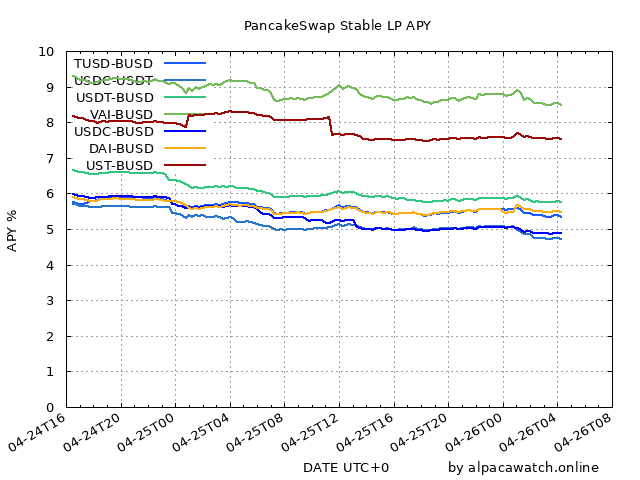 PancakeSwap Stable LP APY
10
9
8
7
6
5
4
3
2
1
0
APY %
TUSD-BUSD
USDC-USDT
USDT-BUSD
VAI-BUSD
USDC-BUSD
DAI-BUSD
UST-BUSD
04-24T16
04-24T20
04-25T00
04-25T04
04-25T08
04-25T12
04-25T16
04-25T20
04-26T00
04-26T04
04-26T08
DATE UTC+0
by alpacawatch.online